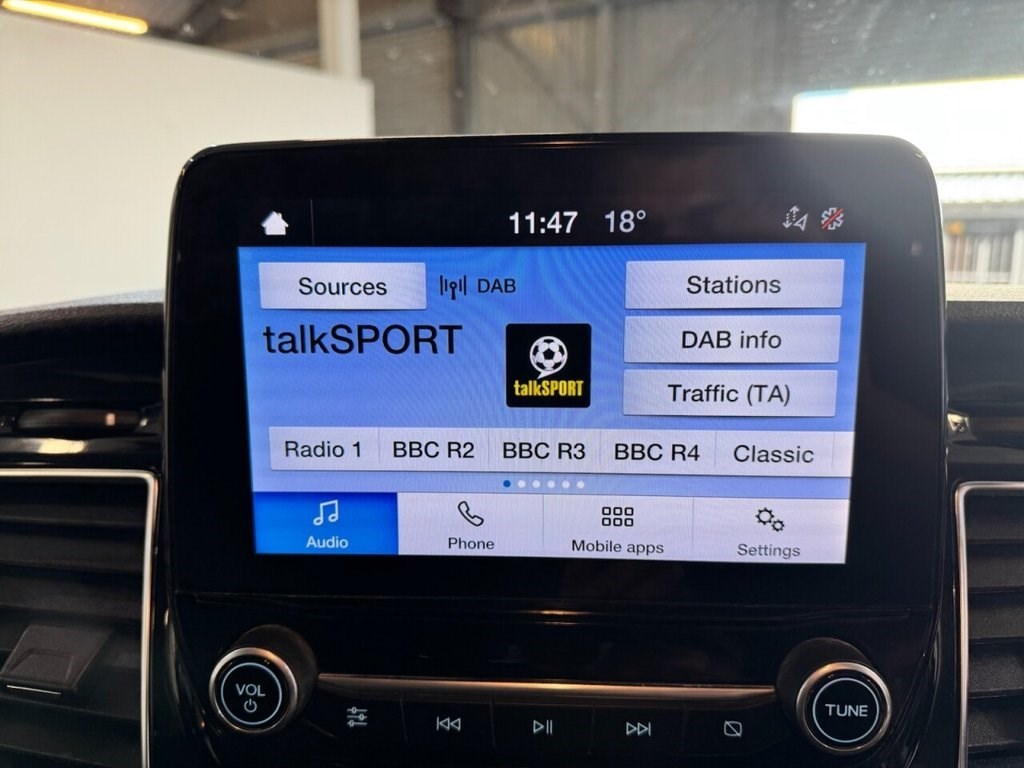 11:47 18°
Sources DAB Stations
talkSPORT
talkSPORT
DAB info
Traffic (TA)
Radio 1 BBC R2 BBC R3 BBC R4 Classic
Audio Phone Mobile apps Settings
VOL
TUNE